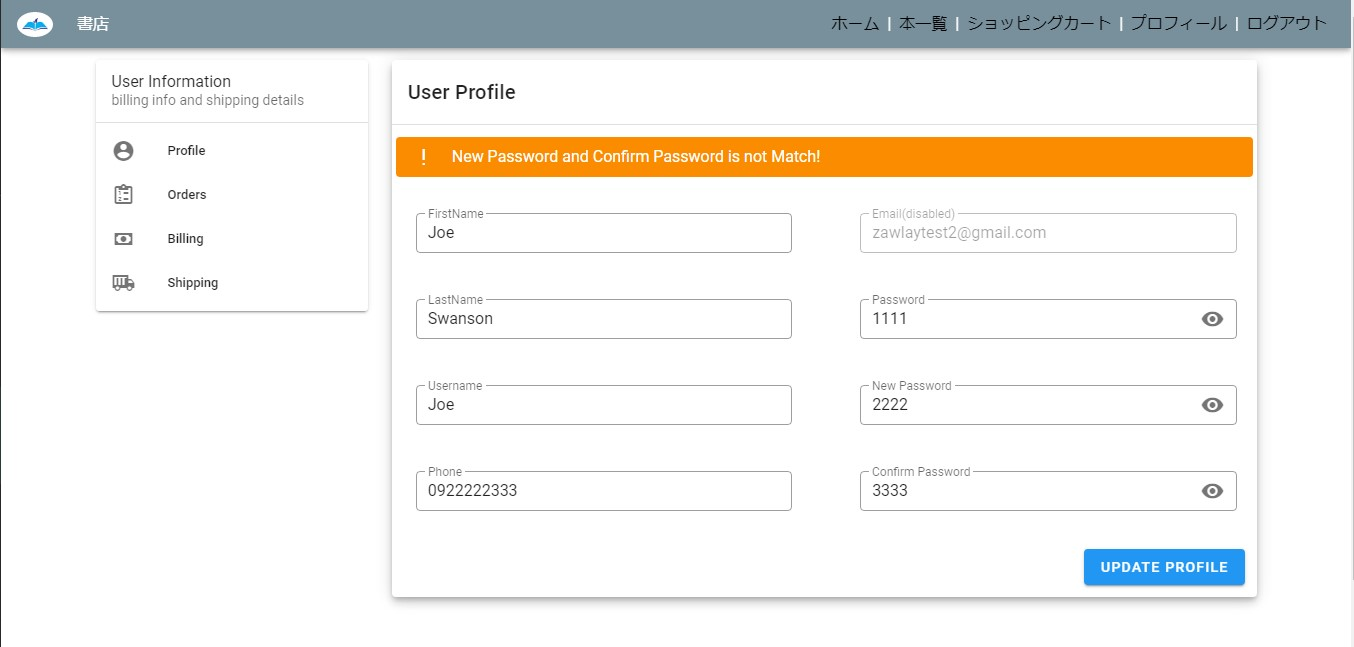 書店
ホーム | 本一覧 | ショッピングカート | プロフィール | ログアウト
User Information
billing info and shipping details
Profile
Orders
Billing
Shipping
User Profile
! New Password and Confirm Password is not Match!
FirstName
Joe
Email(disabled)
zawlaytest2@gmail.com
LastName
Swanson
Password
1111
Username
Joe
New Password
2222
Phone
0922222333
Confirm Password
3333
UPDATE PROFILE